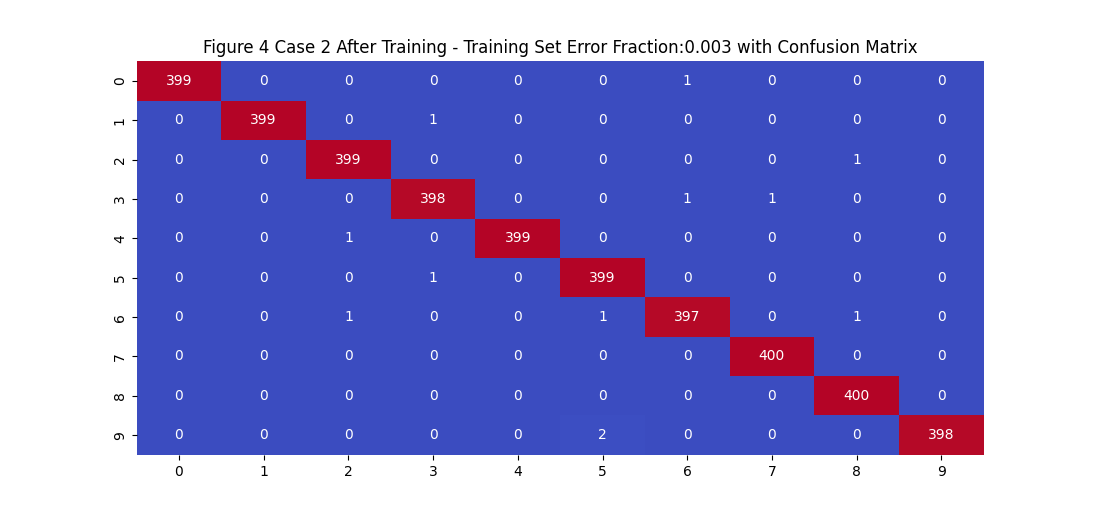 Figure 4 Case 2 After Training - Training Set Error Fraction:0.003 with Confusion Matrix
0 399 0 0 0 0 0 1 0 0 0
1 0 399 0 1 0 0 0 0 0 0
2 0 0 399 0 0 0 0 0 1 0
3 0 0 0 398 0 0 1 1 0 0
4 0 0 1 0 399 0 0 0 0 0
5 0 0 0 1 0 399 0 0 0 0
6 0 0 1 0 0 1 397 0 1 0
7 0 0 0 0 0 0 0 400 0 0
8 0 0 0 0 0 0 0 0 400 0
9 0 0 0 0 0 2 0 0 0 398
0 1 2 3 4 5 6 7 8 9